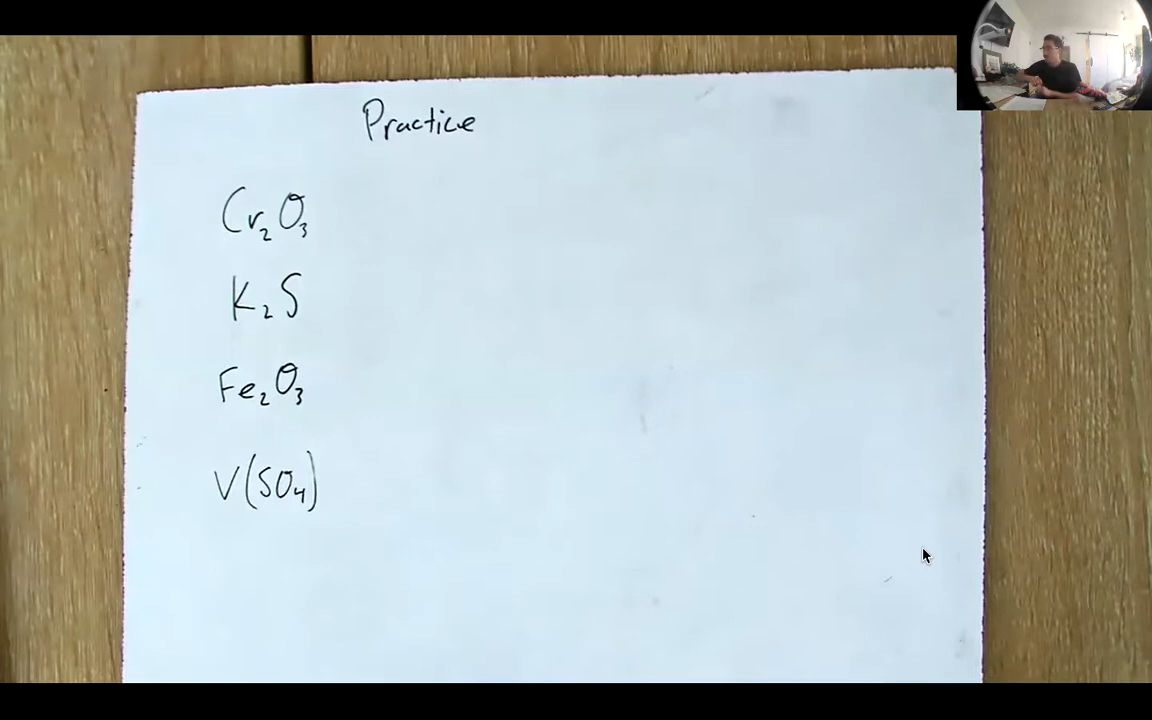 Practice
Cr₂O₃
K₂S
Fe₂O₃
V(SO₄)